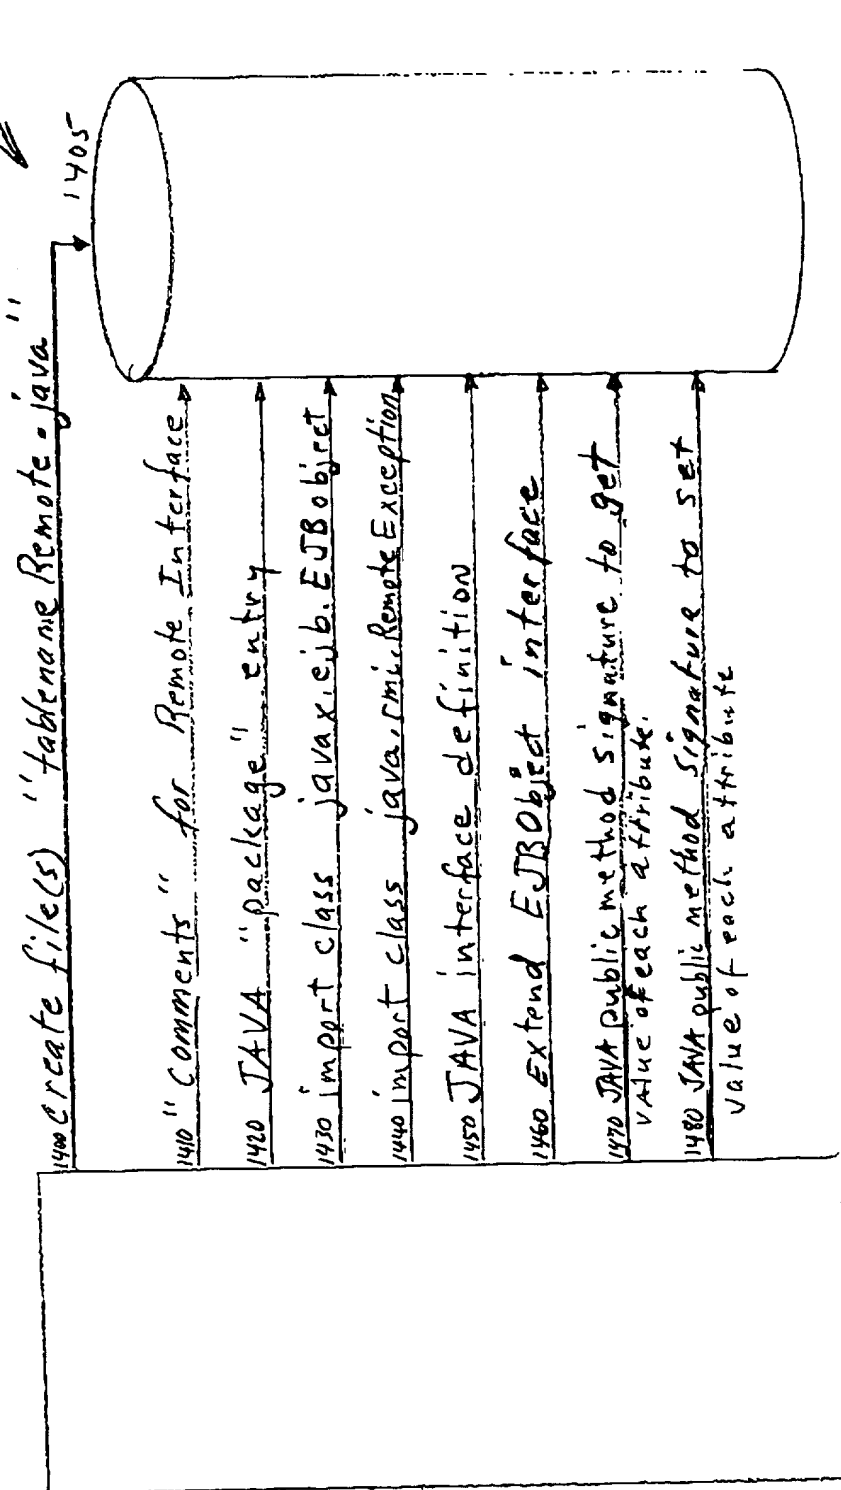 1400 Create file(s) "tablenameRemote.java"
1405
1410 "Comments" for Remote Interface
1420 JAVA "package" entry
1430 import class javax.ejb.EJBobject
1440 import class java.rmi.RemoteException
1450 JAVA interface definition
1460 Extend EJBObject interface
1470 JAVA public method signature to get
value of each attribute.
1480 JAVA public method signature to set
value of each attribute